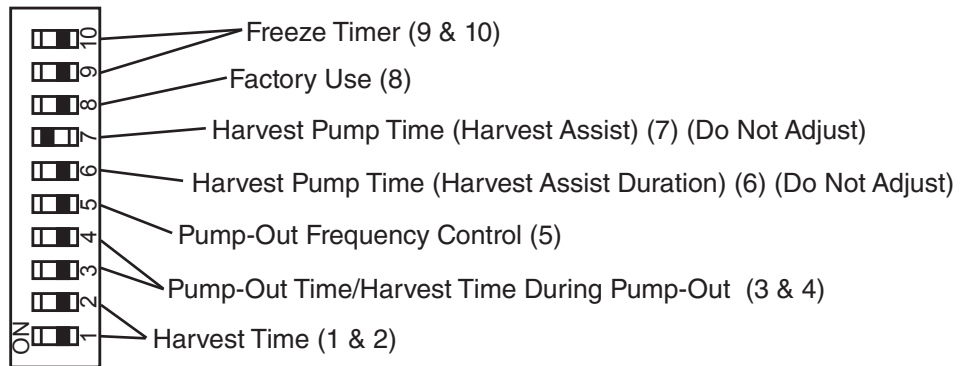 10
Freeze Timer (9 & 10)
9
Factory Use (8)
8
Harvest Pump Time (Harvest Assist) (7) (Do Not Adjust)
7
Harvest Pump Time (Harvest Assist Duration) (6) (Do Not Adjust)
6
5
Pump-Out Frequency Control (5)
4
3
Pump-Out Time/Harvest Time During Pump-Out (3 & 4)
2
Harvest Time (1 & 2)
1
ON